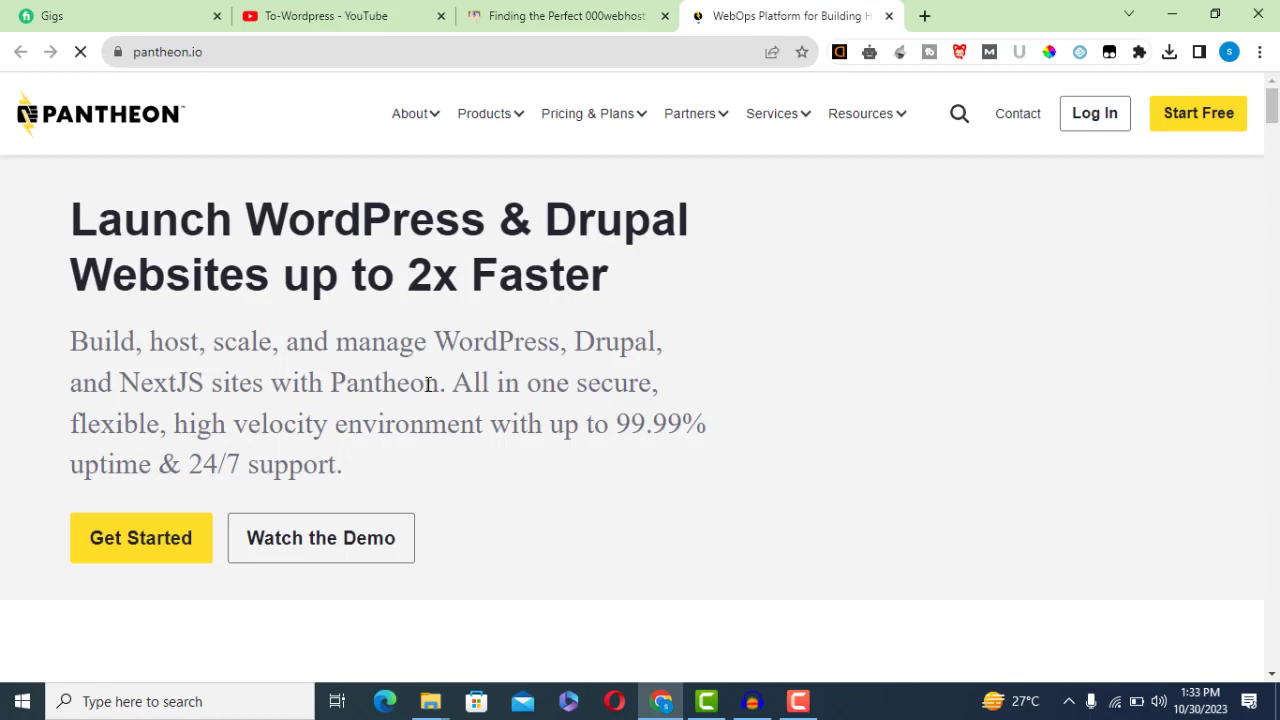 Gigs
To-Wordpress - YouTube
Finding the Perfect 000webhost
WebOps Platform for Building H
pantheon.io
PANTHEON
About
Products
Pricing & Plans
Partners
Services
Resources
Contact
Log In
Start Free
Launch WordPress & Drupal
Websites up to 2x Faster
Build, host, scale, and manage WordPress, Drupal,
and NextJS sites with Pantheon. All in one secure,
flexible, high velocity environment with up to 99.99%
uptime & 24/7 support.
Get Started
Watch the Demo
Type here to search
27°C
1:33 PM
10/30/2023